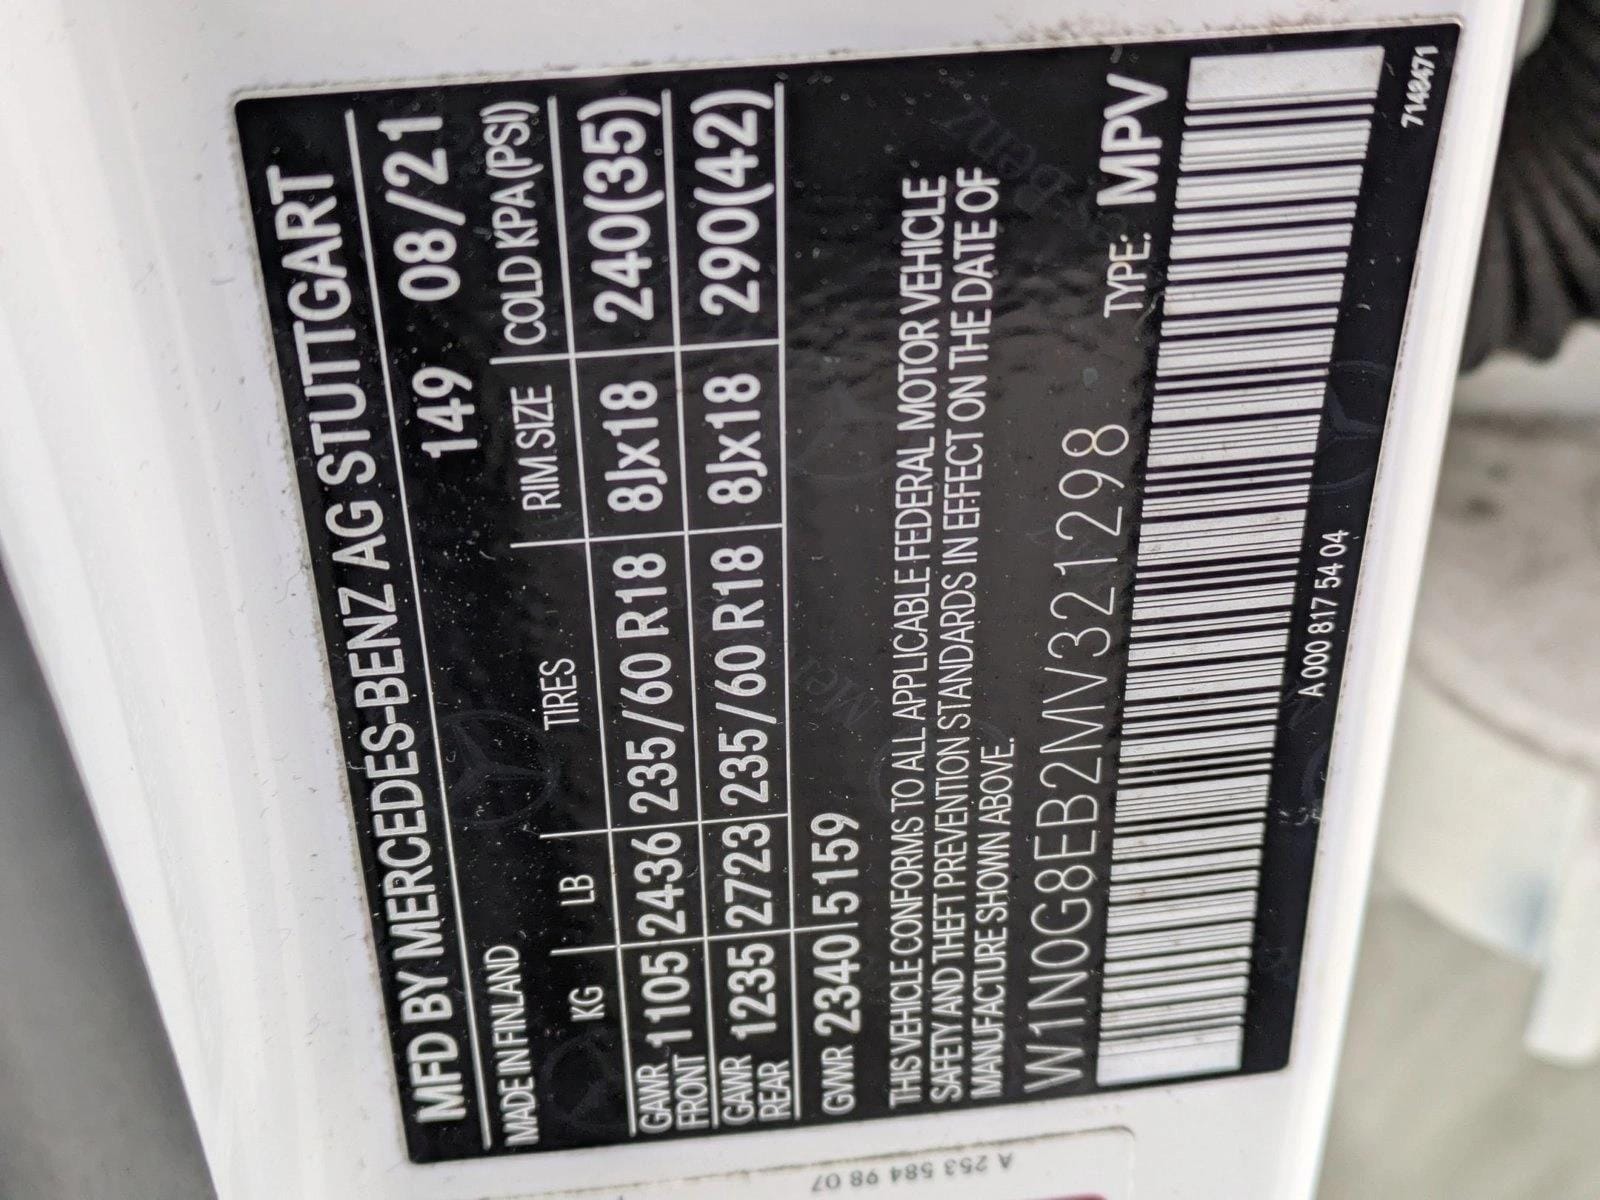 MFD BY MERCEDES-BENZ AG STUTTGART
MADE IN FINLAND 149 08/21
KG LB TIRES RIM SIZE COLD KPA (PSI)
GAWR FRONT 1105 2436 235/60 R18 8Jx18 240(35)
GAWR REAR 1235 2723 235/60 R18 8Jx18 290(42)
GWR 2340 5159
THIS VEHICLE CONFORMS TO ALL APPLICABLE FEDERAL MOTOR VEHICLE
SAFETY AND THEFT PREVENTION STANDARDS IN EFFECT ON THE DATE OF
MANUFACTURE SHOWN ABOVE.
W1N0G8EB2MV321298 TYPE: MPV
A 000 817 54 04
7148471
A 253 584 98 07